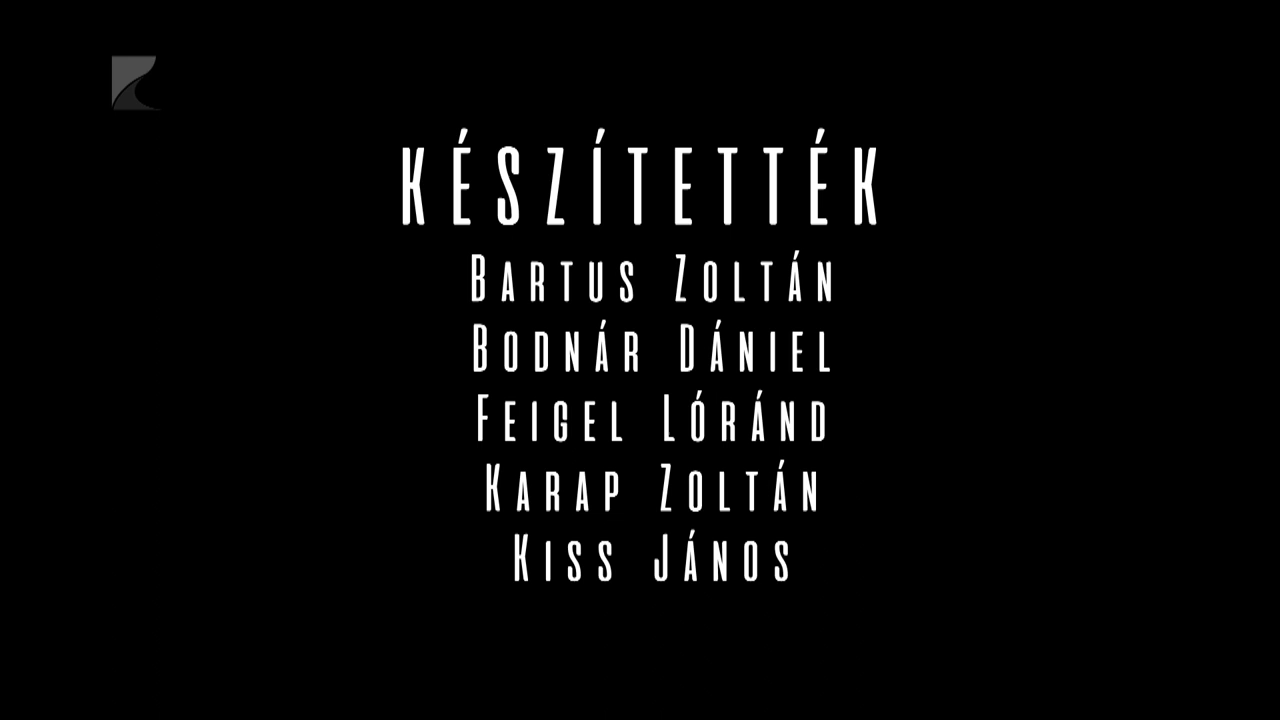 KÉSZÍTETTÉK
BARTUS ZOLTÁN
BODNÁR DÁNIEL
FEIGEL LÓRÁND
KARAP ZOLTÁN
KISS JÁNOS